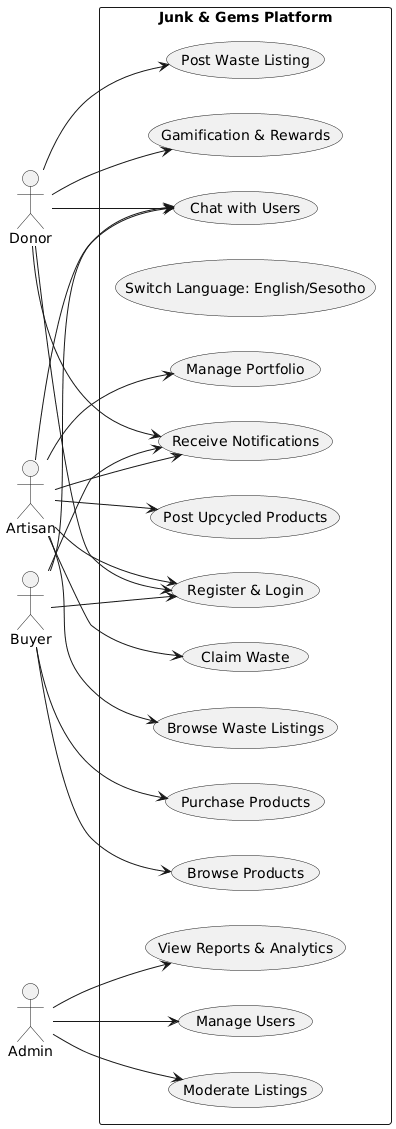 Junk & Gems Platform
Post Waste Listing
Gamification & Rewards
Chat with Users
Donor
Switch Language: English/Sesotho
Manage Portfolio
Receive Notifications
Post Upcycled Products
Artisan
Register & Login
Buyer
Claim Waste
Browse Waste Listings
Purchase Products
Browse Products
View Reports & Analytics
Manage Users
Admin
Moderate Listings